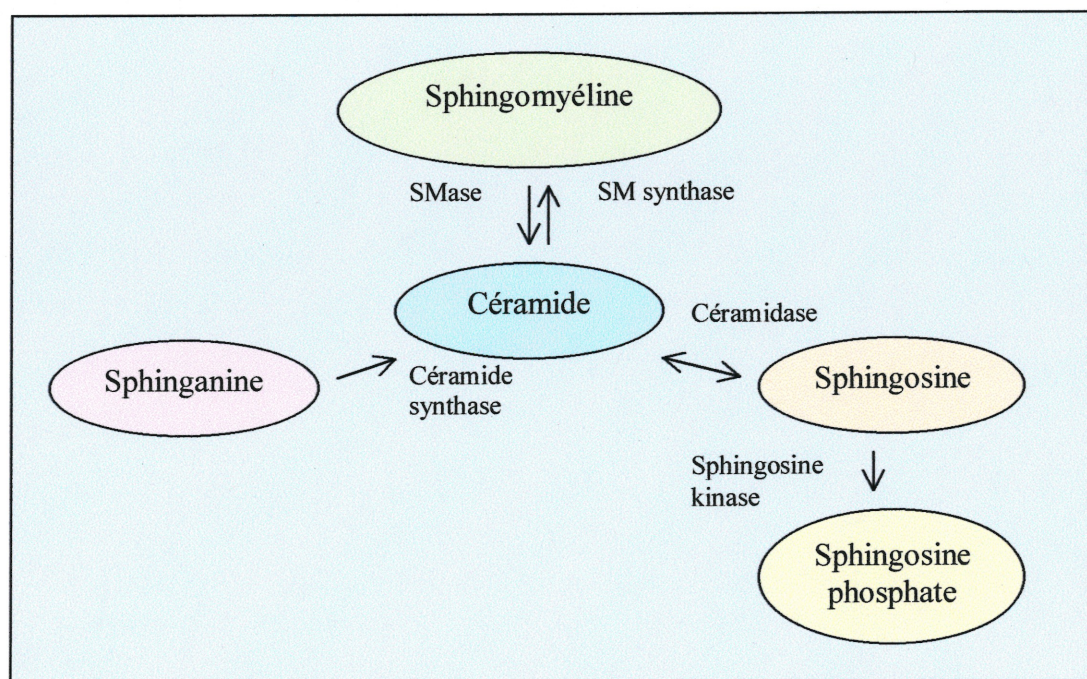 Sphingomyéline
SMase
SM synthase
Céramide
Céramidase
Sphinganine
Céramide
synthase
Sphingosine
Sphingosine
kinase
Sphingosine
phosphate